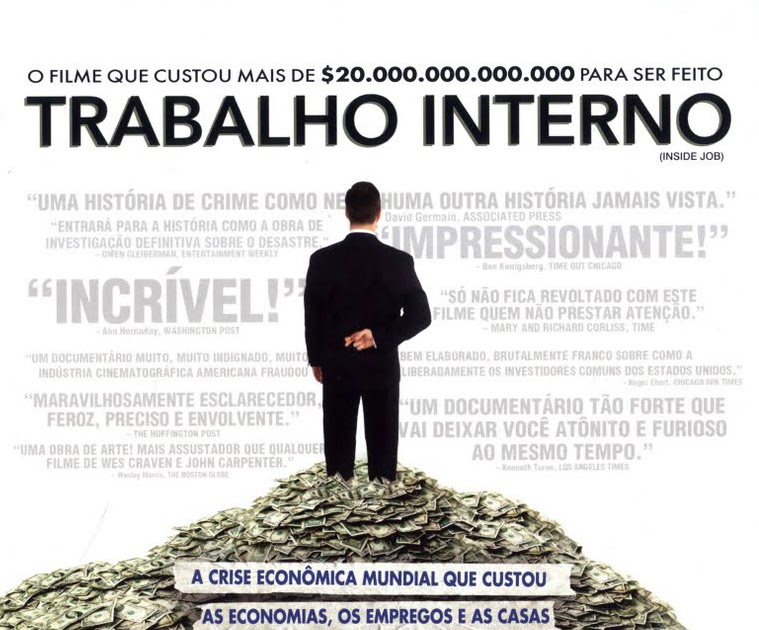 O FILME QUE CUSTOU MAIS DE $20.000.000.000.000 PARA SER FEITO
TRABALHO INTERNO
(INSIDE JOB)
“UMA HISTÓRIA DE CRIME COMO NE HUMA OUTRA HISTÓRIA JAMAIS VISTA.”
David Germain, ASSOCIATED PRESS
“ENTRARÁ PARA A HISTÓRIA COMO A OBRA DE
INVESTIGAÇÃO DEFINITIVA SOBRE O DESASTRE.”
- OWEN GLEIBERMAN, ENTERTAINMENT WEEKLY
“IMPRESSIONANTE!”
- Ben Kenigsberg, TIME OUT CHICAGO
“INCRÍVEL!”
- Ann Hornaday, WASHINGTON POST
“SÓ NÃO FICA REVOLTADO COM ESTE
FILME QUEM NÃO PRESTAR ATENÇÃO.”
- MARY AND RICHARD CORLISS, TIME
“UM DOCUMENTÁRIO MUITO, MUITO INDIGNADO, MUITO BEM ELABORADO, BRUTALMENTE FRANCO SOBRE COMO A
INDÚSTRIA CINEMATOGRÁFICA AMERICANA FRAUDOU LIBERADAMENTE OS INVESTIDORES COMUNS DOS ESTADOS UNIDOS.”
- Roger Ebert, CHICAGO SUN TIMES
“MARAVILHOSAMENTE ESCLARECEDOR,
FEROZ, PRECISO E ENVOLVENTE.”
- THE HUFFINGTON POST
“UM DOCUMENTÁRIO TÃO FORTE QUE
VAI DEIXAR VOCÊ ATÔNITO E FURIOSO
AO MESMO TEMPO.”
- Kenneth Turan, LOS ANGELES TIMES
“UMA OBRA DE ARTE! MAIS ASSUSTADOR QUE QUALQUER
FILME DE WES CRAVEN E JOHN CARPENTER.”
- Wesley Morris, THE BOSTON GLOBE
A CRISE ECONÔMICA MUNDIAL QUE CUSTOU
AS ECONOMIAS, OS EMPREGOS E AS CASAS